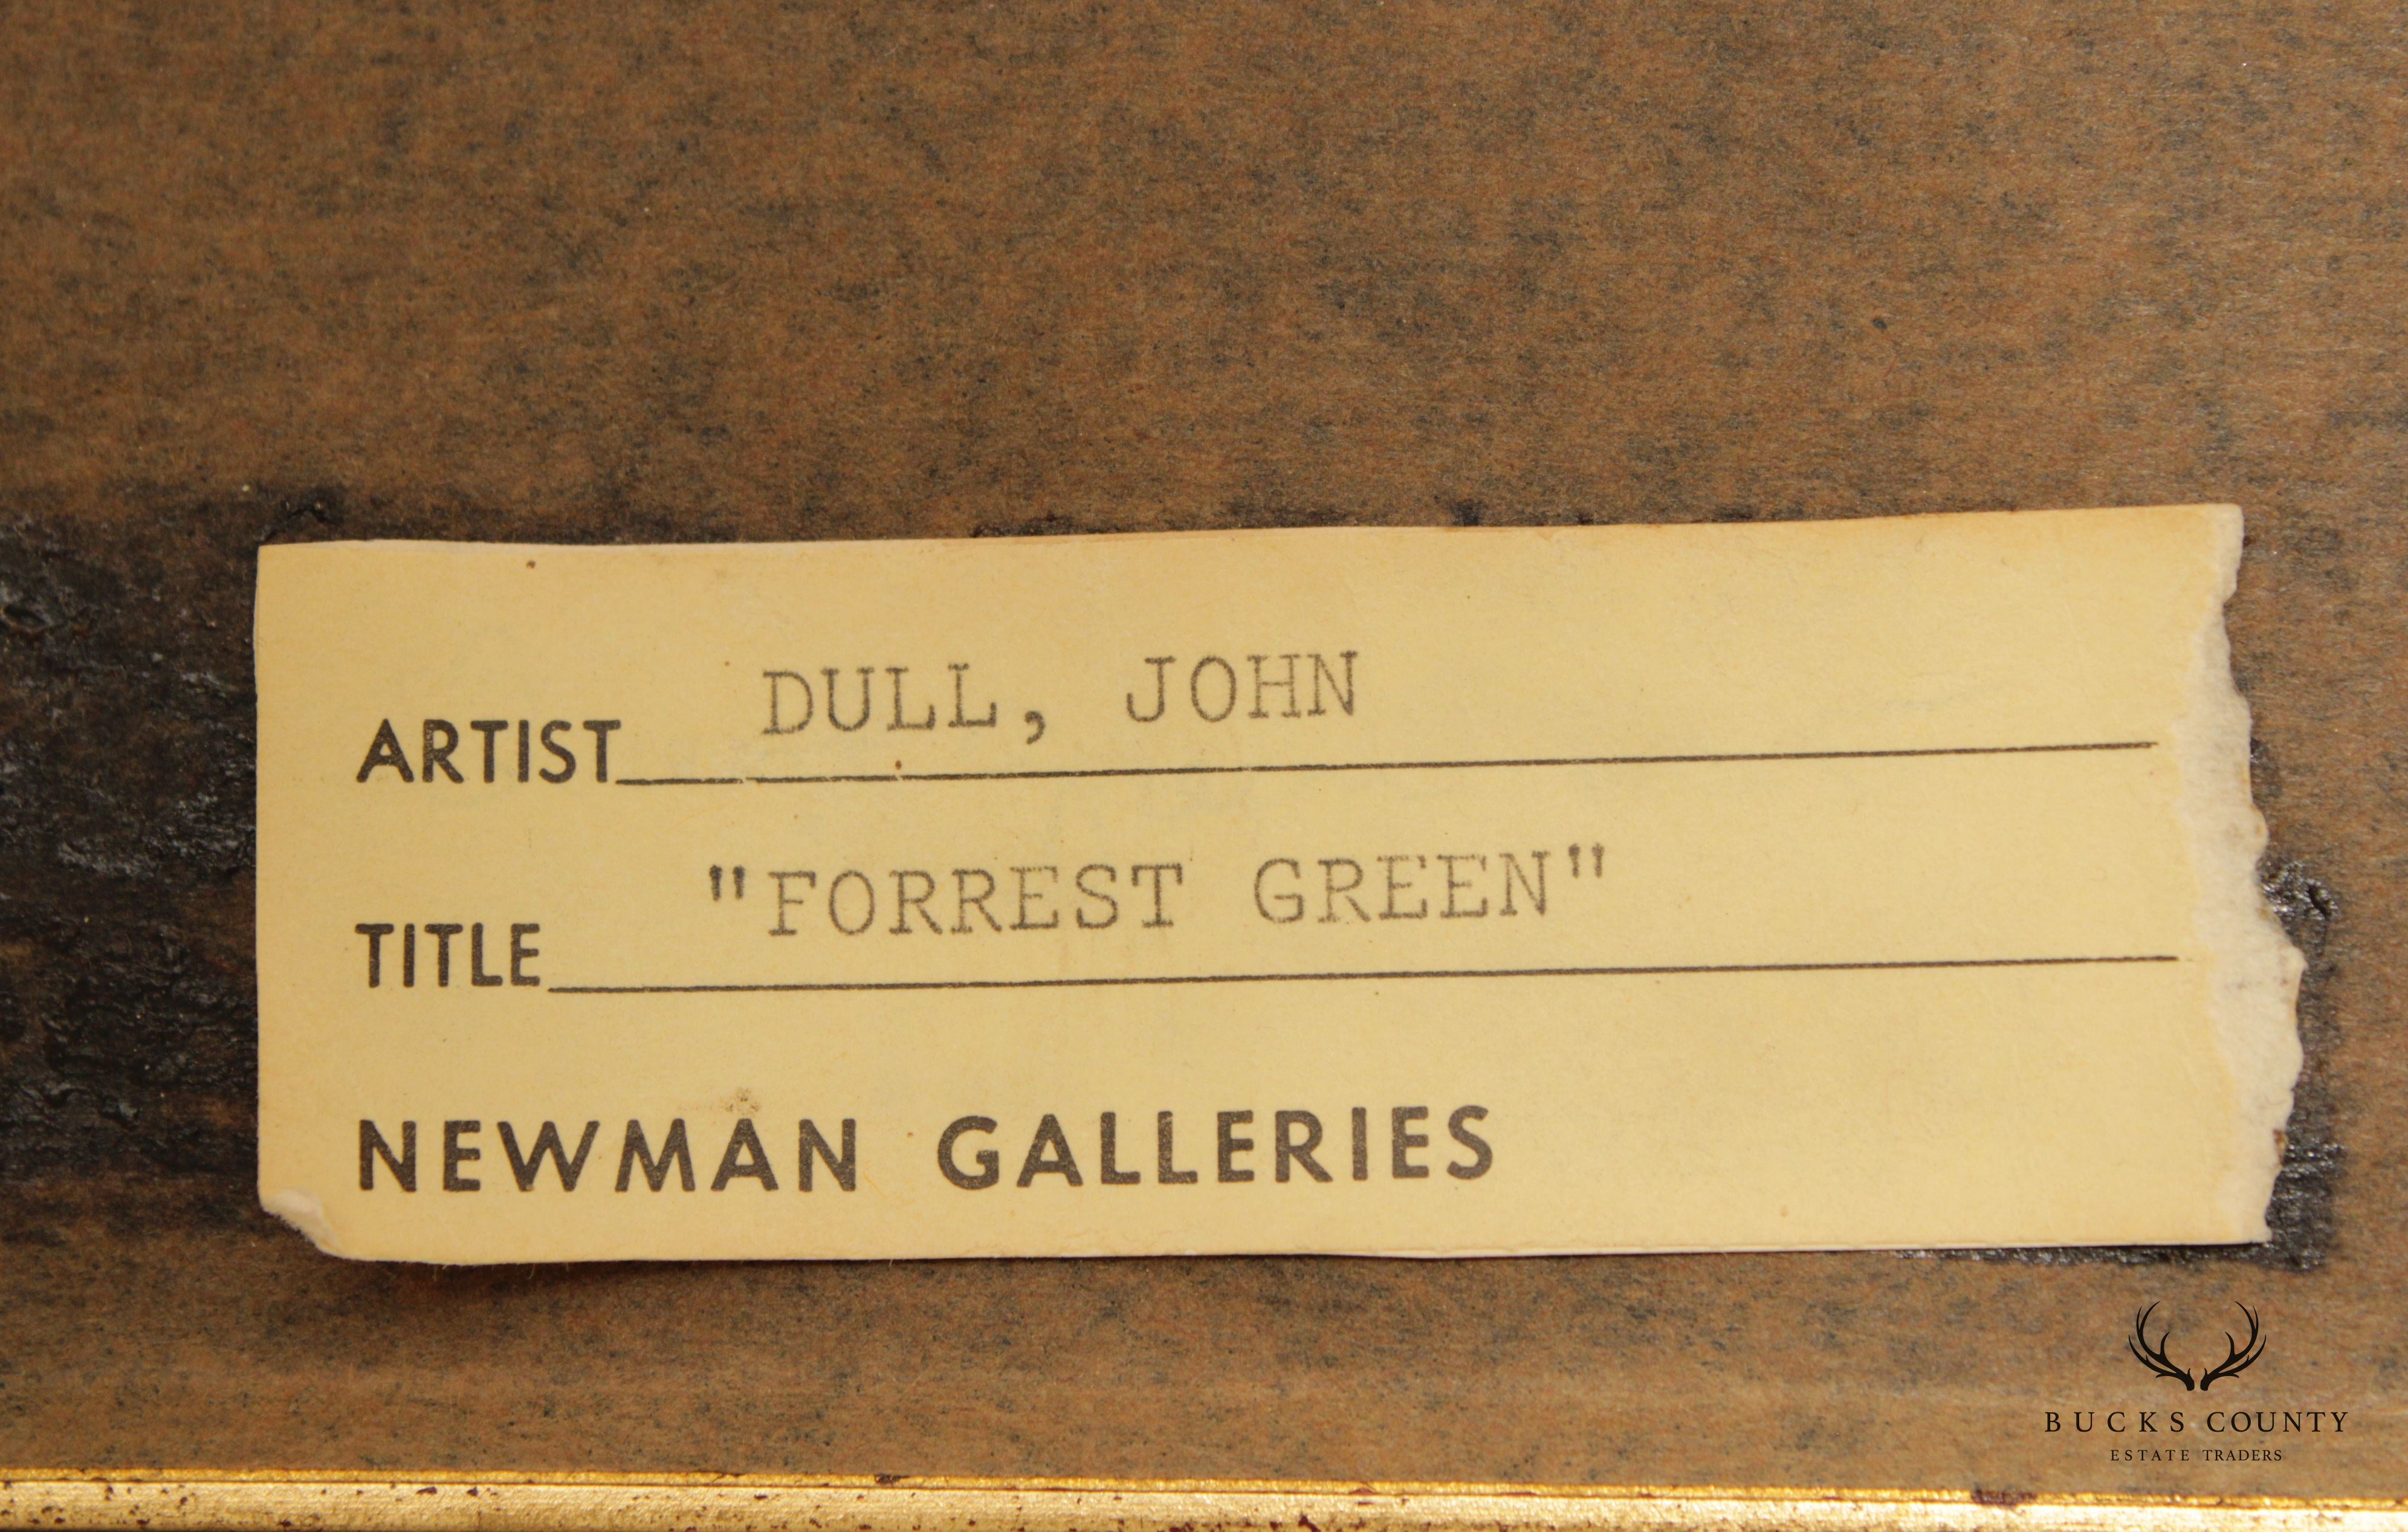 ARTIST DULL, JOHN
TITLE "FORREST GREEN"
NEWMAN GALLERIES
BUCKS COUNTY
ESTATE TRADERS